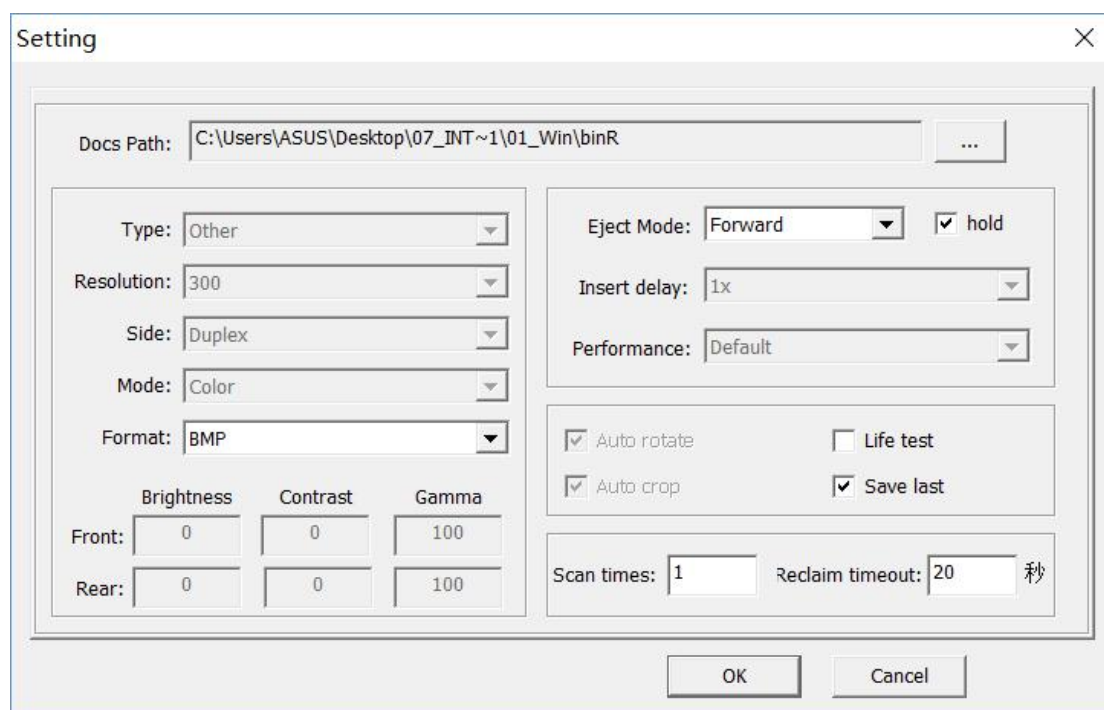 Setting
Docs Path: C:\Users\ASUS\Desktop\07_INT~1\01_Win\binR ...
Type: Other
Resolution: 300
Side: Duplex
Mode: Color
Format: BMP
Brightness Contrast Gamma
Front: 0 0 100
Rear: 0 0 100
Eject Mode: Forward hold
Insert delay: 1x
Performance: Default
Auto rotate Life test
Auto crop Save last
Scan times: 1 Reclaim timeout: 20 秒
OK Cancel